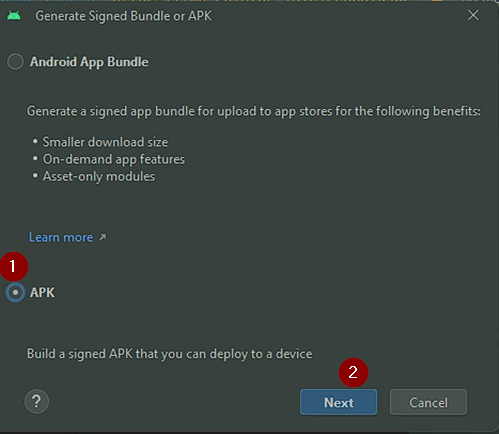 Generate Signed Bundle or APK
Android App Bundle
Generate a signed app bundle for upload to app stores for the following benefits:
• Smaller download size
• On-demand app features
• Asset-only modules
Learn more ↗
1
APK
Build a signed APK that you can deploy to a device
2
? Next Cancel